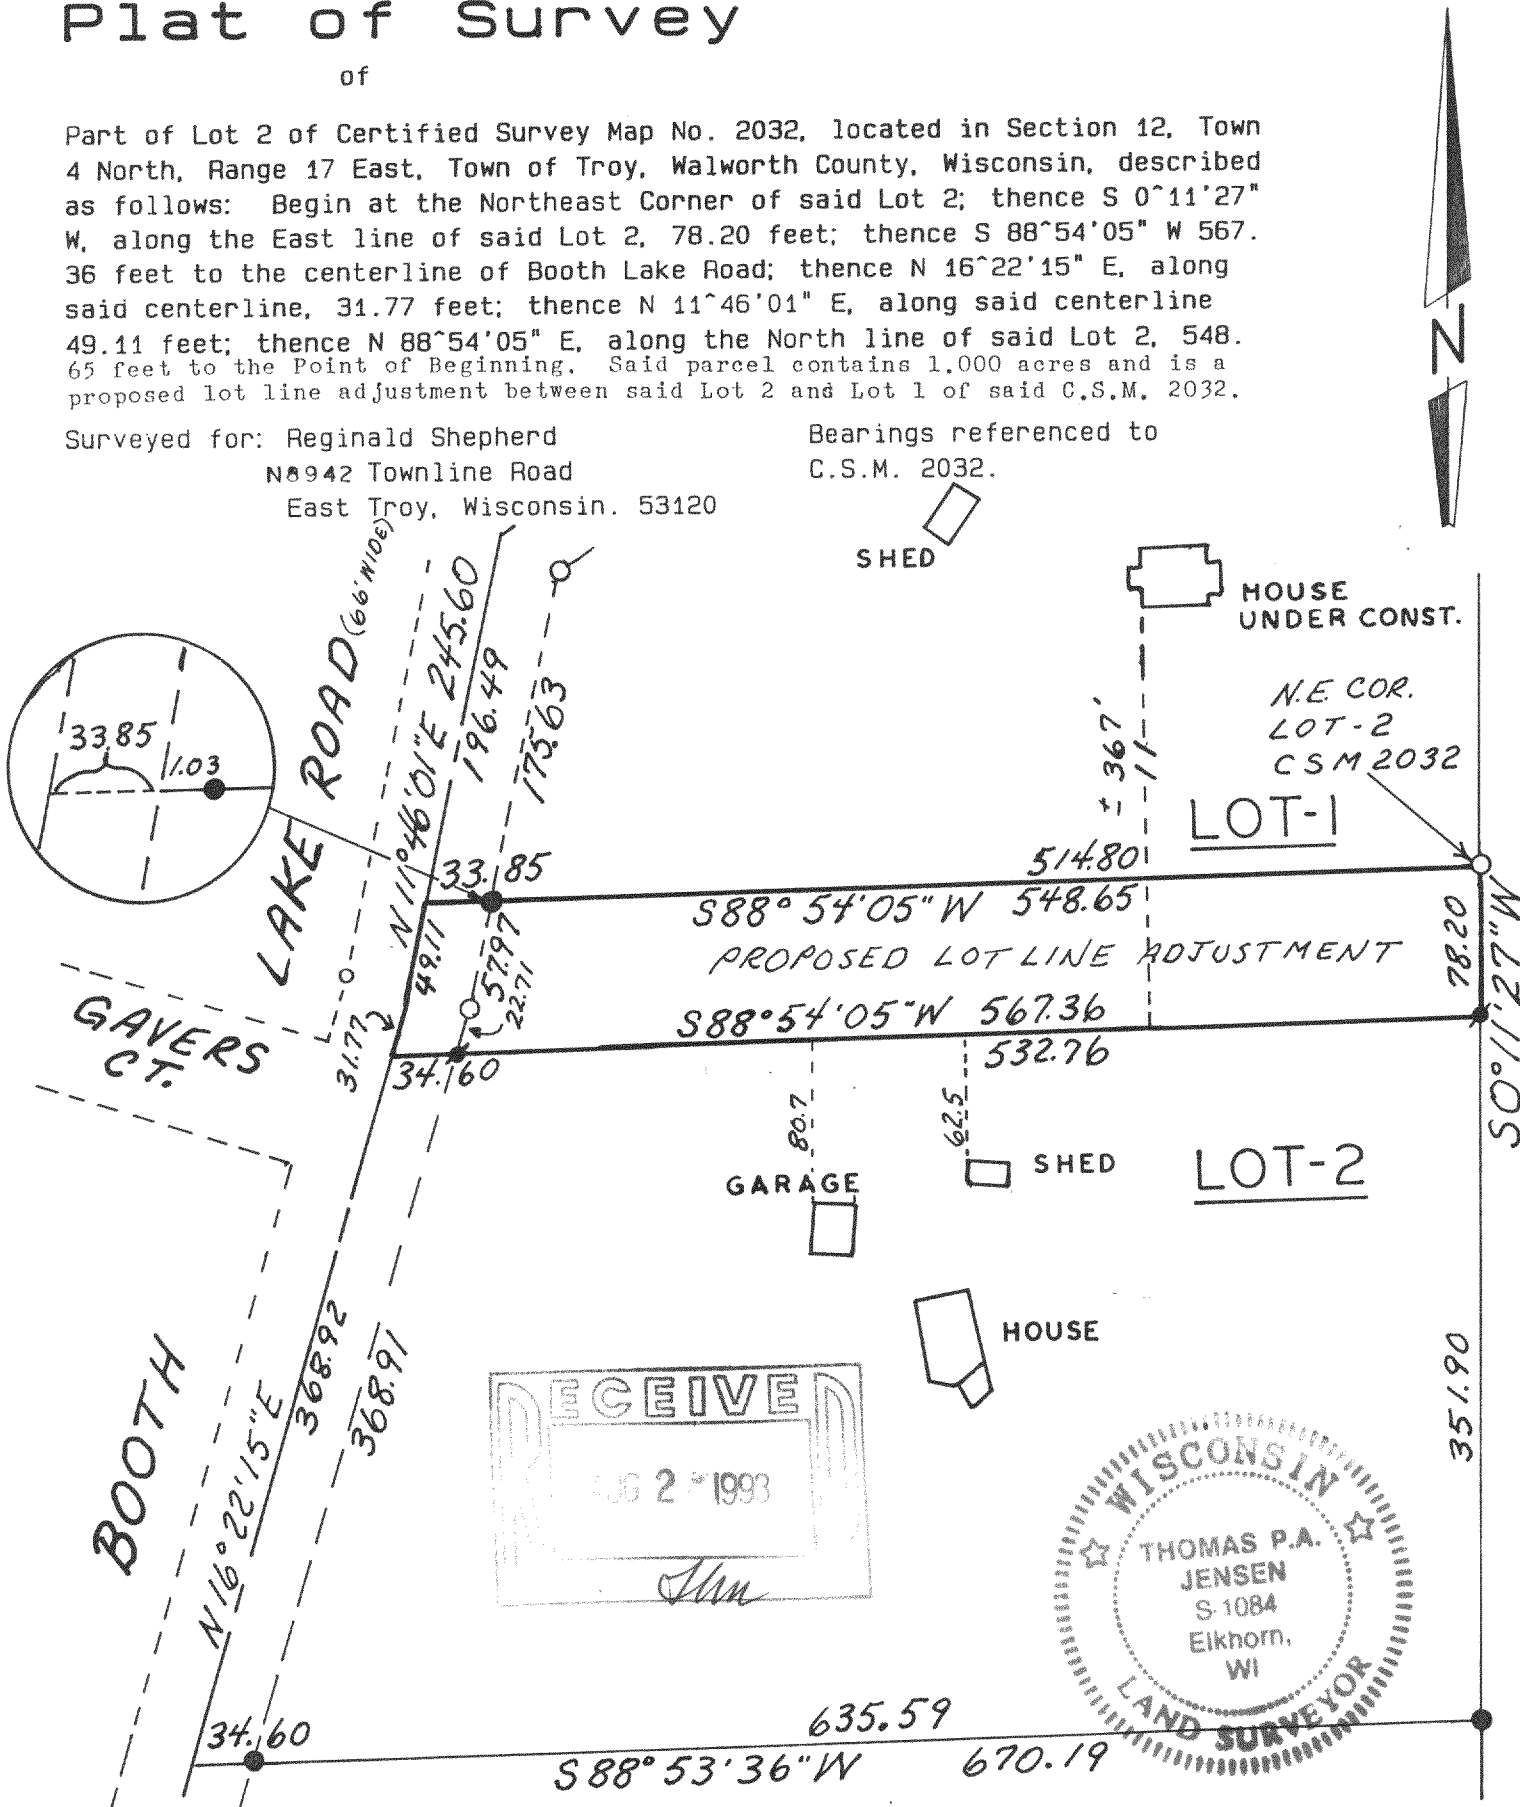 Plat of Survey
of
Part of Lot 2 of Certified Survey Map No. 2032, located in Section 12, Town
4 North, Range 17 East, Town of Troy, Walworth County, Wisconsin, described
as follows: Begin at the Northeast Corner of said Lot 2; thence S 0^11'27"
W, along the East line of said Lot 2, 78.20 feet; thence S 88^54'05" W 567.
36 feet to the centerline of Booth Lake Road; thence N 16^22'15" E, along
said centerline, 31.77 feet; thence N 11^46'01" E, along said centerline
49.11 feet; thence N 88^54'05" E, along the North line of said Lot 2, 548.
65 feet to the Point of Beginning. Said parcel contains 1.000 acres and is a
proposed lot line adjustment between said Lot 2 and Lot 1 of said C.S.M. 2032.
Surveyed for: Reginald Shepherd
N8942 Townline Road
East Troy, Wisconsin. 53120
Bearings referenced to
C.S.M. 2032.
N
SHED
HOUSE
UNDER CONST.
N.E. COR.
LOT-2
CSM 2032
LOT-1
± 367'
33.85
1.03
BOOTH LAKE ROAD (66' WIDE)
N 11°46'01"E 245.60
196.49
175.63
33.85
514.80
S88°54'05"W 548.65
PROPOSED LOT LINE ADJUSTMENT
78.20
S0°11'27"W
49.11
57.97
22.71
31.77
GAVERS
CT.
S88°54'05"W 567.36
532.76
34.60
80.7
62.5
GARAGE
SHED
LOT-2
HOUSE
368.92
368.91
N16°22'15"E
351.90
RECEIVED
AUG 2 - 1993
WISCONSIN
THOMAS P.A.
JENSEN
S-1084
Elkhorn,
WI
LAND SURVEYOR
34.60
635.59
S88°53'36"W 670.19